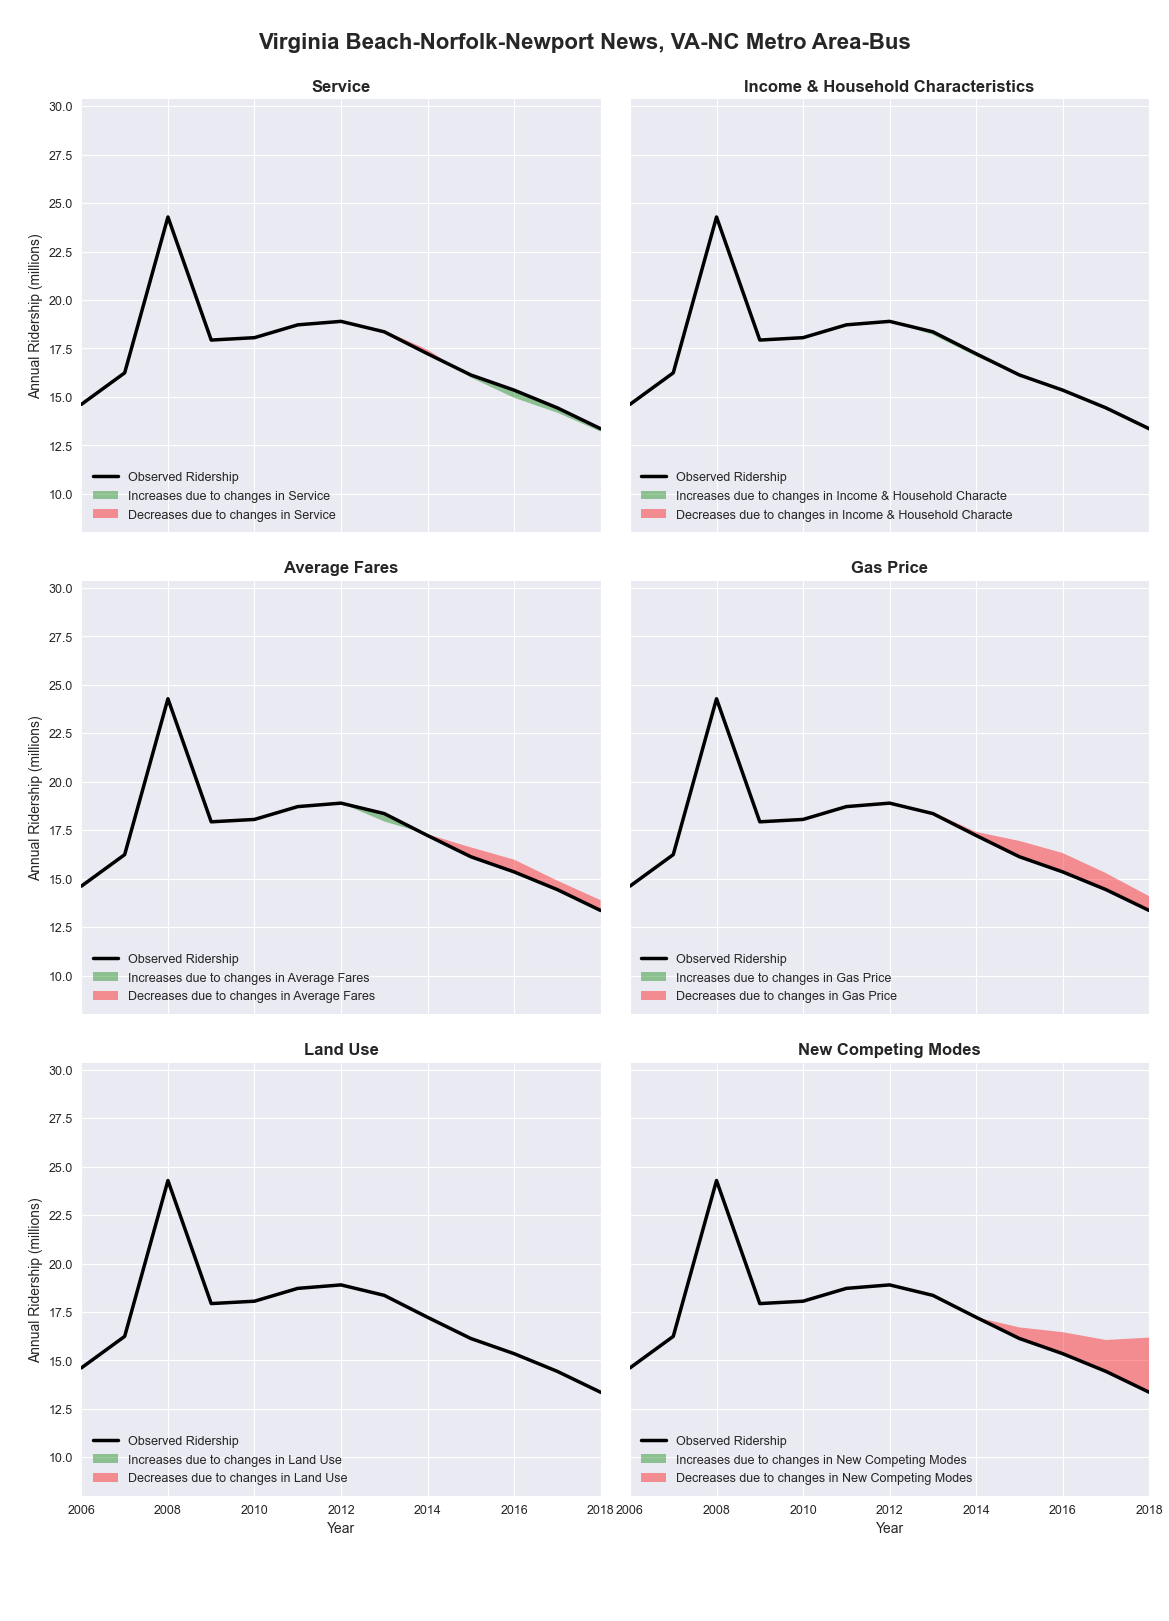 Virginia Beach-Norfolk-Newport News, VA-NC Metro Area-Bus
Service
30.0
27.5
25.0
22.5
20.0
17.5
15.0
12.5
10.0
Annual Ridership (millions)
Observed Ridership
Increases due to changes in Service
Decreases due to changes in Service
Income & Household Characteristics
Observed Ridership
Increases due to changes in Income & Household Characte
Decreases due to changes in Income & Household Characte
Average Fares
30.0
27.5
25.0
22.5
20.0
17.5
15.0
12.5
10.0
Annual Ridership (millions)
Observed Ridership
Increases due to changes in Average Fares
Decreases due to changes in Average Fares
Gas Price
Observed Ridership
Increases due to changes in Gas Price
Decreases due to changes in Gas Price
Land Use
30.0
27.5
25.0
22.5
20.0
17.5
15.0
12.5
10.0
Annual Ridership (millions)
Observed Ridership
Increases due to changes in Land Use
Decreases due to changes in Land Use
2006 2008 2010 2012 2014 2016 2018
Year
New Competing Modes
Observed Ridership
Increases due to changes in New Competing Modes
Decreases due to changes in New Competing Modes
2006 2008 2010 2012 2014 2016 2018
Year